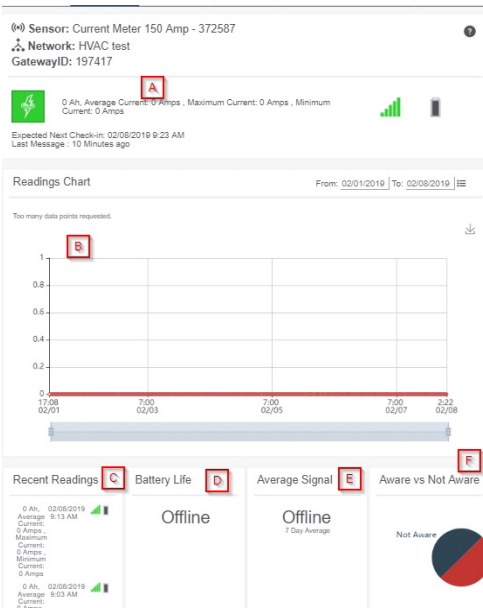 Sensor: Current Meter 150 Amp - 372587
?
Network: HVAC test
GatewayID: 197417
A
0 Ah, Average Current: 0 Amps , Maximum Current: 0 Amps , Minimum
Current: 0 Amps
Expected Next Check-in: 02/08/2019 9:23 AM
Last Message : 10 Minutes ago
Readings Chart
From: 02/01/2019 To: 02/08/2019
Too many data points requested.
B
1
0.8
0.6
0.4
0.2
0
17:08 7:00 7:00 7:00 2:22
02/01 02/03 02/05 02/07 02/08
F
Recent Readings C Battery Life D Average Signal E Aware vs Not Aware
0 Ah, 02/08/2019
Average 9:13 AM
Current:
0 Amps ,
Maximum
Current:
0 Amps ,
Minimum
Current:
0 Amps
0 Ah, 02/08/2019
Average 9:03 AM
Current:
0 Amps
Offline
Offline
7 Day Average
Not Aware